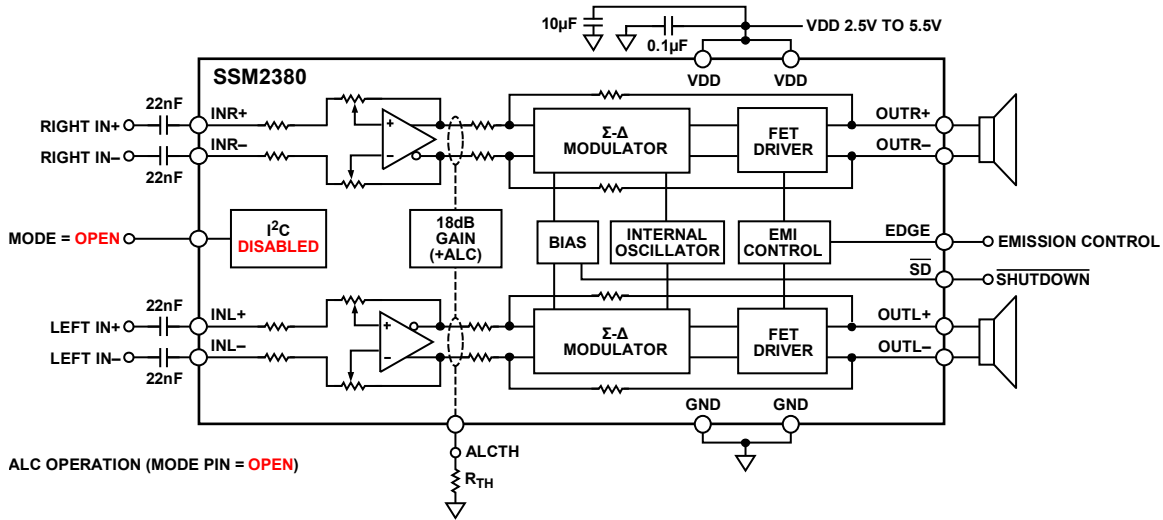 10µF
0.1µF
VDD 2.5V TO 5.5V
VDD
VDD
SSM2380
22nF
INR+
RIGHT IN+
RIGHT IN–
INR–
22nF
+
–
Σ-Δ
MODULATOR
FET
DRIVER
OUTR+
OUTR–
MODE = OPEN
I²C
DISABLED
18dB
GAIN
(+ALC)
BIAS
INTERNAL
OSCILLATOR
EMI
CONTROL
EDGE
EMISSION CONTROL
SD
SHUTDOWN
22nF
INL+
LEFT IN+
LEFT IN–
INL–
22nF
+
–
Σ-Δ
MODULATOR
FET
DRIVER
OUTL+
OUTL–
GND
GND
ALCTH
RTH
ALC OPERATION (MODE PIN = OPEN)